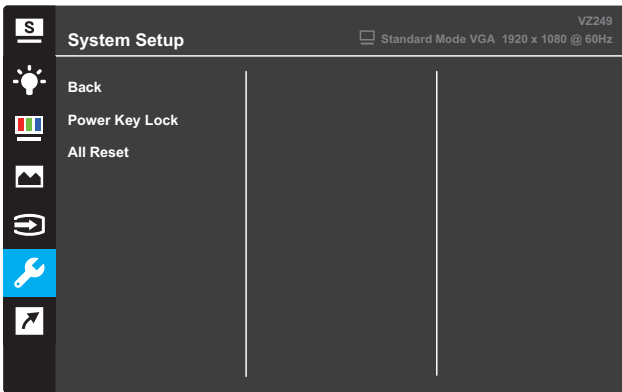 S
VZ249
System Setup
Standard Mode VGA 1920 x 1080 @ 60Hz
Back
Power Key Lock
All Reset